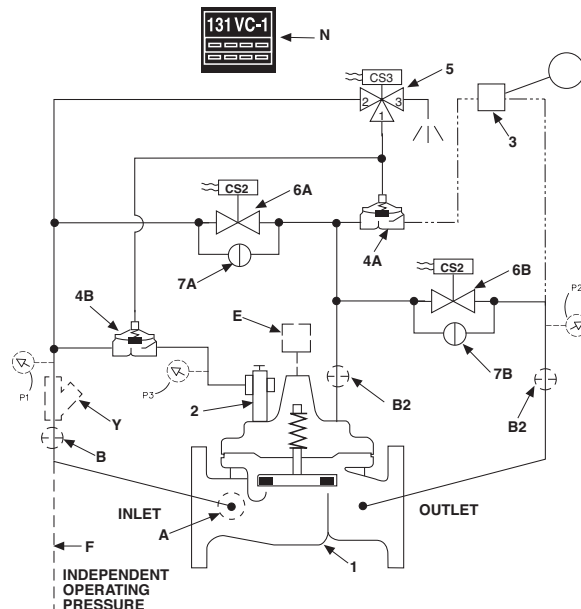 131 VC-1
N
CS3
5
2
3
1
3
CS2
6A
4A
7A
CS2
6B
4B
E
P2
7B
P3
P1
2
B2
B2
Y
B
INLET
OUTLET
A
F
1
INDEPENDENT
OPERATING
PRESSURE